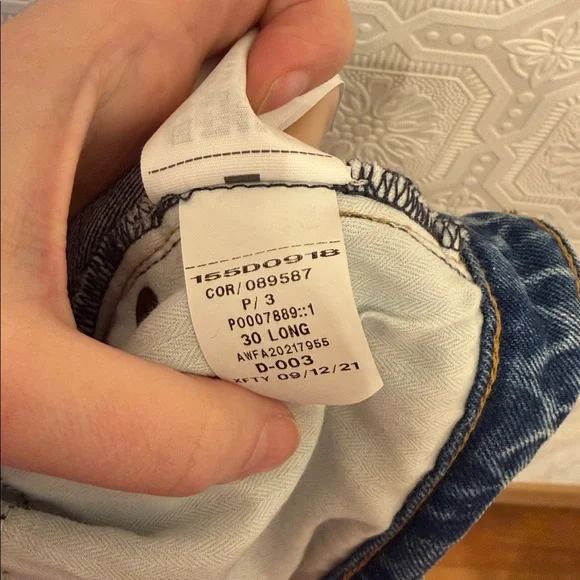 155D0918
COR/089587
P/ 3
P0007889::1
30 LONG
AWFA20217955
D-003
XFTY 09/12/21